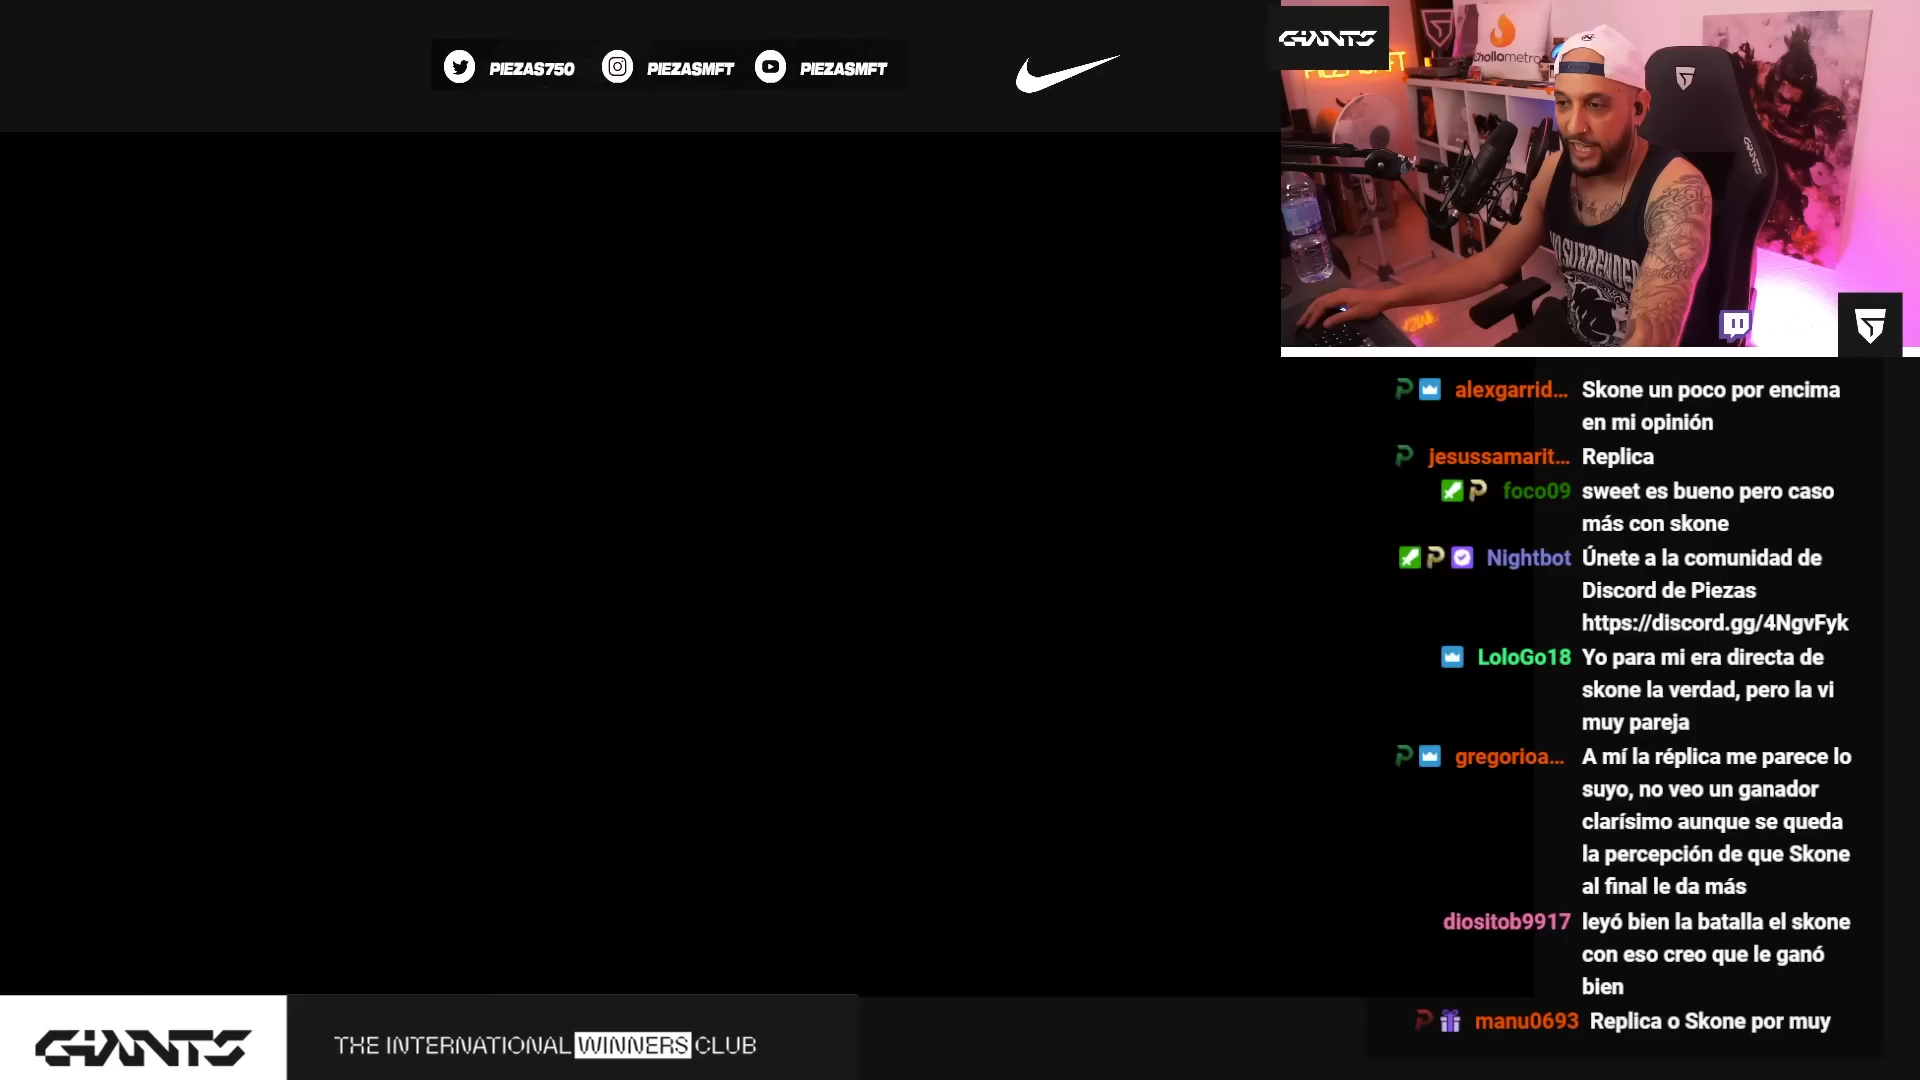 PIEZAS750
PIEZASMFT
PIEZASMFT
GIANTS
PIEZASMFT
Chollometro
GIANTS
NO SURRENDER
alexgarrid... Skone un poco por encima
en mi opinión
jesussamarit... Replica
foco09 sweet es bueno pero caso
más con skone
Nightbot Únete a la comunidad de
Discord de Piezas
https://discord.gg/4NgvFyk
LoloGo18 Yo para mi era directa de
skone la verdad, pero la vi
muy pareja
gregorioa... A mí la réplica me parece lo
suyo, no veo un ganador
clarísimo aunque se queda
la percepción de que Skone
al final le da más
diositob9917 leyó bien la batalla el skone
con eso creo que le ganó
bien
manu0693 Replica o Skone por muy
GIANTS
THE INTERNATIONAL WINNERS CLUB